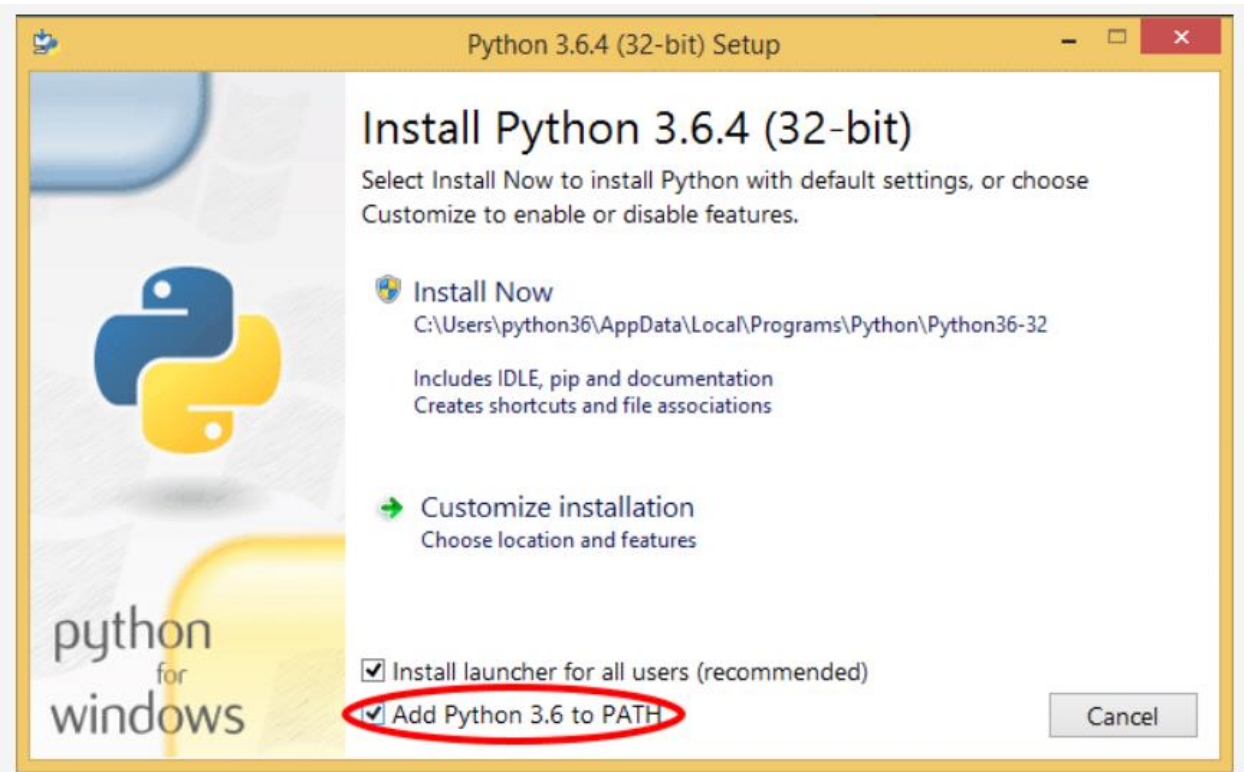 Python 3.6.4 (32-bit) Setup
Install Python 3.6.4 (32-bit)
Select Install Now to install Python with default settings, or choose
Customize to enable or disable features.
Install Now
C:\Users\python36\AppData\Local\Programs\Python\Python36-32
Includes IDLE, pip and documentation
Creates shortcuts and file associations
Customize installation
Choose location and features
python
for
windows
Install launcher for all users (recommended)
Add Python 3.6 to PATH
Cancel